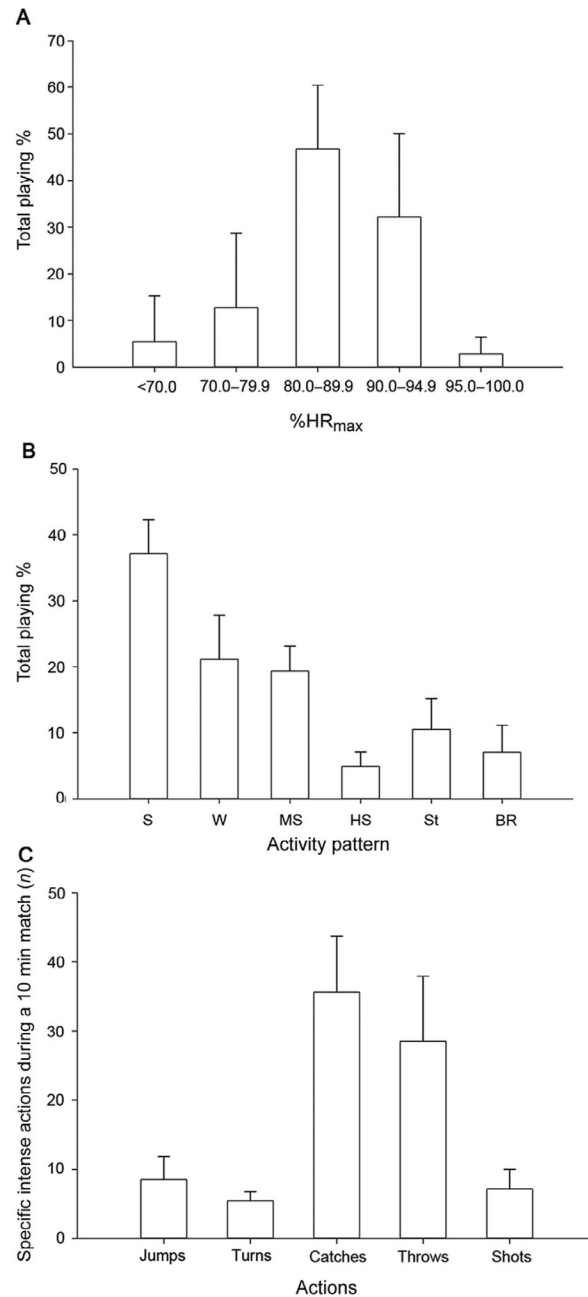 A
Total playing %
70
60
50
40
30
20
10
0
<70.0 70.0–79.9 80.0–89.9 90.0–94.9 95.0–100.0
%HRmax
B
Total playing %
50
40
30
20
10
0
S W MS HS St BR
Activity pattern
C
Specific intense actions during a 10 min match (n)
50
40
30
20
10
0
Jumps Turns Catches Throws Shots
Actions